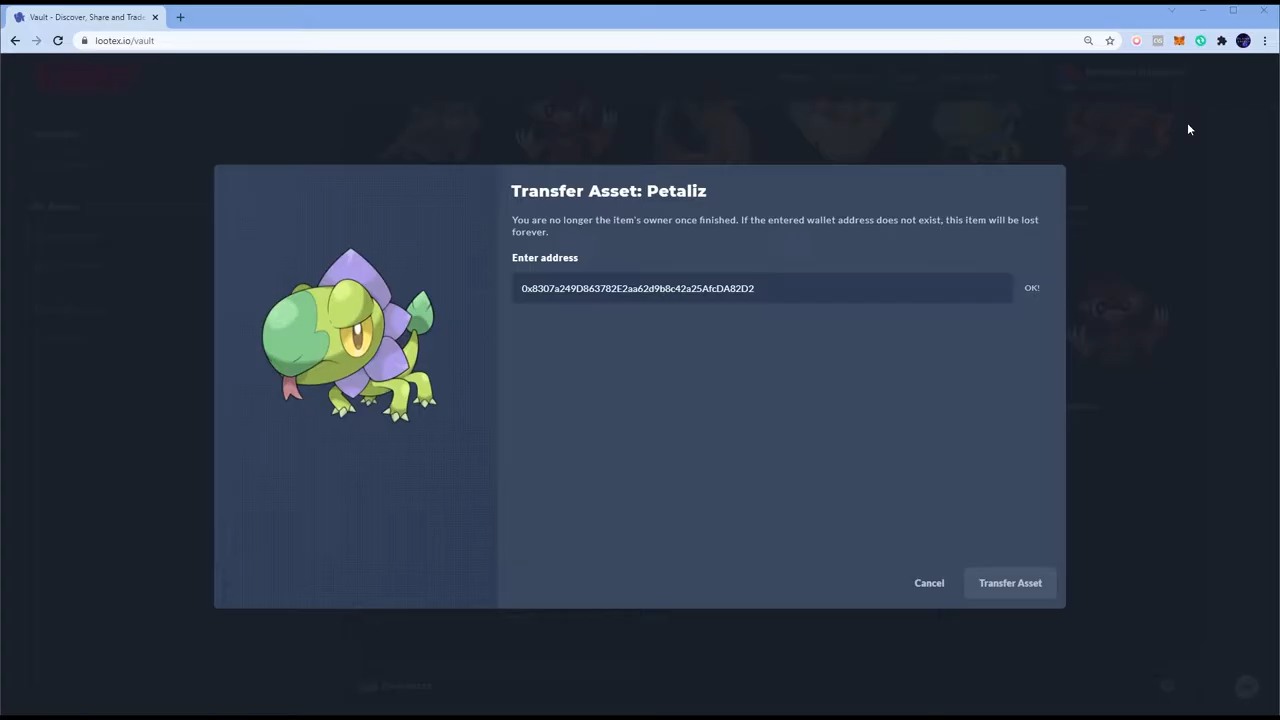 Vault - Discover, Share and Trade
lootex.io/vault
Transfer Asset: Petaliz
You are no longer the item's owner once finished. If the entered wallet address does not exist, this item will be lost
forever.
Enter address
0x8307a249D863782E2aa62d9b8c42a25AfcDA82D2
OK!
Cancel
Transfer Asset